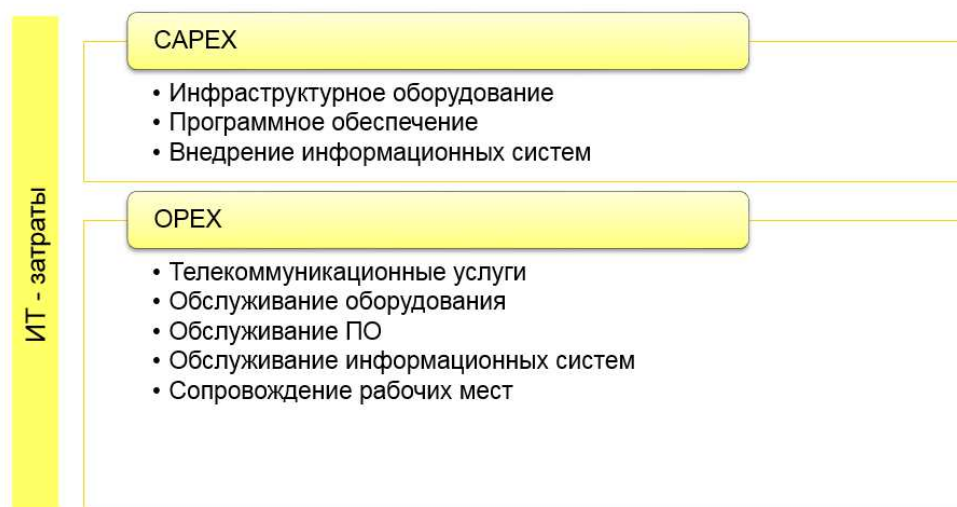 ИТ - затраты
CAPEX
• Инфраструктурное оборудование
• Программное обеспечение
• Внедрение информационных систем
OPEX
• Телекоммуникационные услуги
• Обслуживание оборудования
• Обслуживание ПО
• Обслуживание информационных систем
• Сопровождение рабочих мест